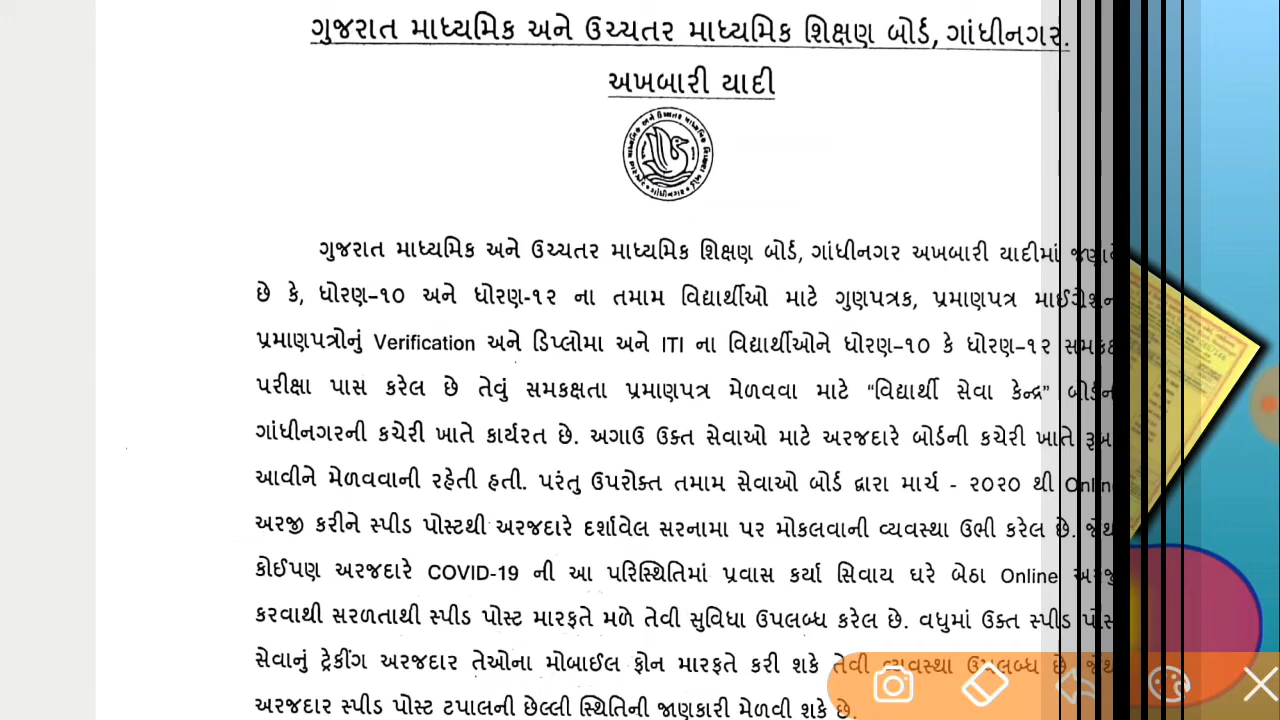 ગુજરાત માધ્યમિક અને ઉચ્ચતર માધ્યમિક શિક્ષણ બોર્ડ, ગાંધીનગર.
અખબારી યાદી
ગુજરાત માધ્યમિક અને ઉચ્ચતર માધ્યમિક શિક્ષણ બોર્ડ, ગાંધીનગર અખબારી યાદીમાં
છે કે, ધોરણ–૧૦ અને ધોરણ-૧૨ ના તમામ વિદ્યાર્થીઓ માટે ગુણપત્રક, પ્રમાણપત્ર માઈગ્રેશન
પ્રમાણપત્રોનું Verification અને ડિપ્લોમા અને ITI ના વિદ્યાર્થીઓને ધોરણ–૧૦ કે ધોરણ–૧૨
પરીક્ષા પાસ કરેલ છે તેવું સમકક્ષતા પ્રમાણપત્ર મેળવવા માટે “વિદ્યાર્થી સેવા કેન્દ્ર”
ગાંધીનગરની કચેરી ખાતે કાર્યરત છે. અગાઉ ઉક્ત સેવાઓ માટે અરજદારે બોર્ડની કચેરી ખાતે
આવીને મેળવવાની રહેતી હતી. પરંતુ ઉપરોક્ત તમામ સેવાઓ બોર્ડ દ્વારા માર્ચ - ૨૦૨૦ થી Online
અરજી કરીને સ્પીડ પોસ્ટથી અરજદારે દર્શાવેલ સરનામા પર મોકલવાની વ્યવસ્થા ઉભી કરેલ છે.
કોઈપણ અરજદારે COVID-19 ની આ પરિસ્થિતિમાં પ્રવાસ કર્યા સિવાય ઘરે બેઠા Online
કરવાથી સરળતાથી સ્પીડ પોસ્ટ મારફતે મળે તેવી સુવિધા ઉપલબ્ધ કરેલ છે. વધુમાં ઉક્ત સ્પીડ
સેવાનું ટ્રેકીંગ અરજદાર તેઓના મોબાઈલ ફોન મારફતે કરી શકે તેવી વ્યવસ્થા ઉપલબ્ધ છે.
અરજદાર સ્પીડ પોસ્ટ ટપાલની છેલ્લી સ્થિતિની જાણકારી મેળવી શકે છે.